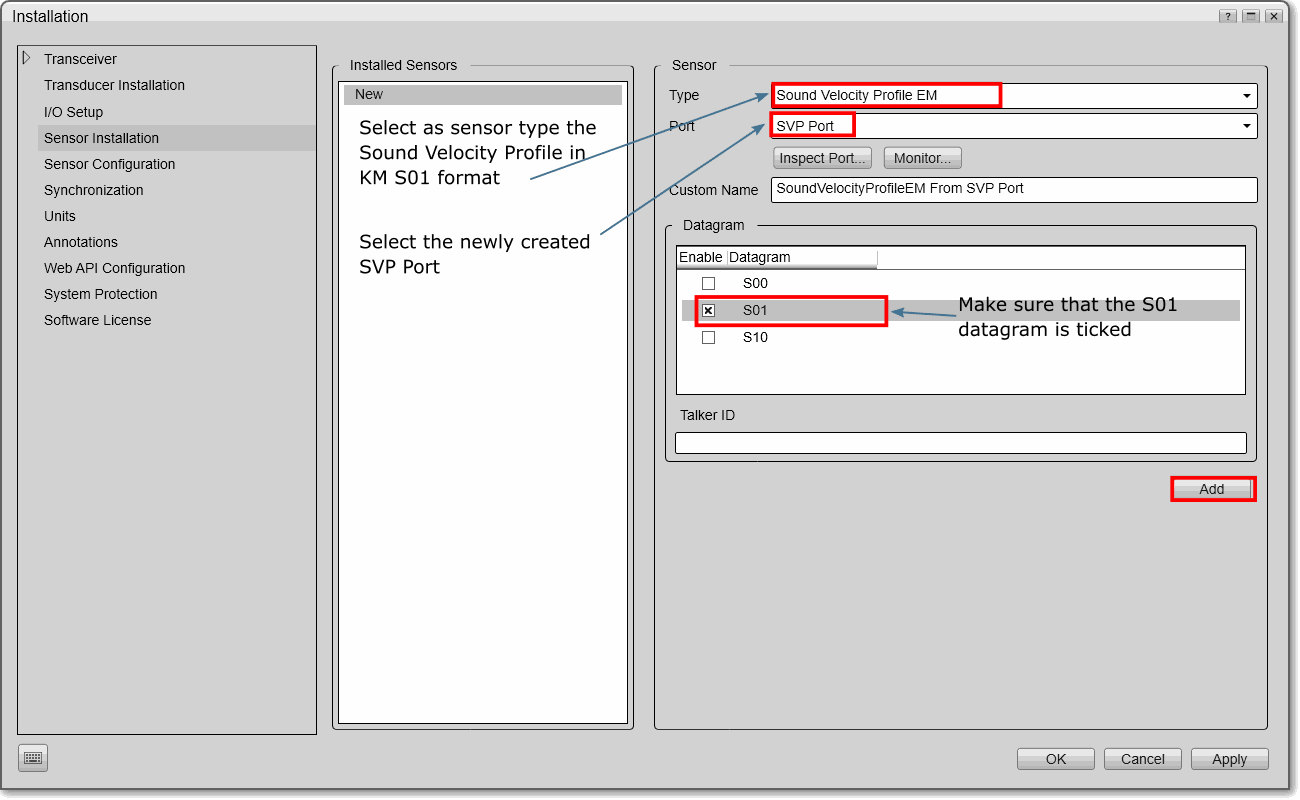 Installation
?
Transceiver
Transducer Installation
I/O Setup
Sensor Installation
Sensor Configuration
Synchronization
Units
Annotations
Web API Configuration
System Protection
Software License
Installed Sensors
New
Select as sensor type the
Sound Velocity Profile in
KM S01 format
Select the newly created
SVP Port
Sensor
Type
Sound Velocity Profile EM
Port
SVP Port
Inspect Port...
Monitor...
Custom Name
SoundVelocityProfileEM From SVP Port
Datagram
Enable Datagram
S00
S01
S10
Make sure that the S01
datagram is ticked
Talker ID
Add
OK
Cancel
Apply